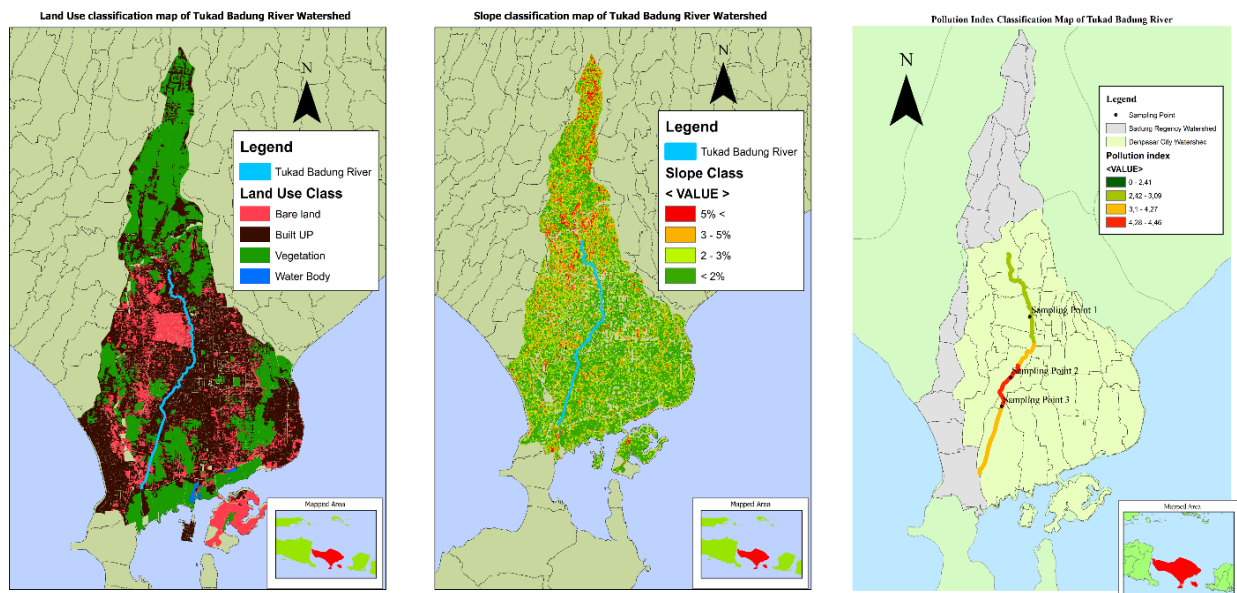 Land Use classification map of Tukad Badung River Watershed
N
Legend
Tukad Badung River
Land Use Class
Bare land
Built UP
Vegetation
Water Body
Mapped Area
Slope classification map of Tukad Badung River Watershed
N
Legend
Tukad Badung River
Slope Class
< VALUE >
5% <
3 - 5%
2 - 3%
< 2%
Mapped Area
Pollution Index Classification Map of Tukad Badung River
N
Legend
Sampling Point
Badung Regency Watershed
Denpasar City Watershed
Pollution index
<VALUE>
0 - 2,41
2,42 - 3,09
3,1 - 4,27
4,28 - 4,46
Sampling Point 1
Sampling Point 2
Sampling Point 3
Mapped Area